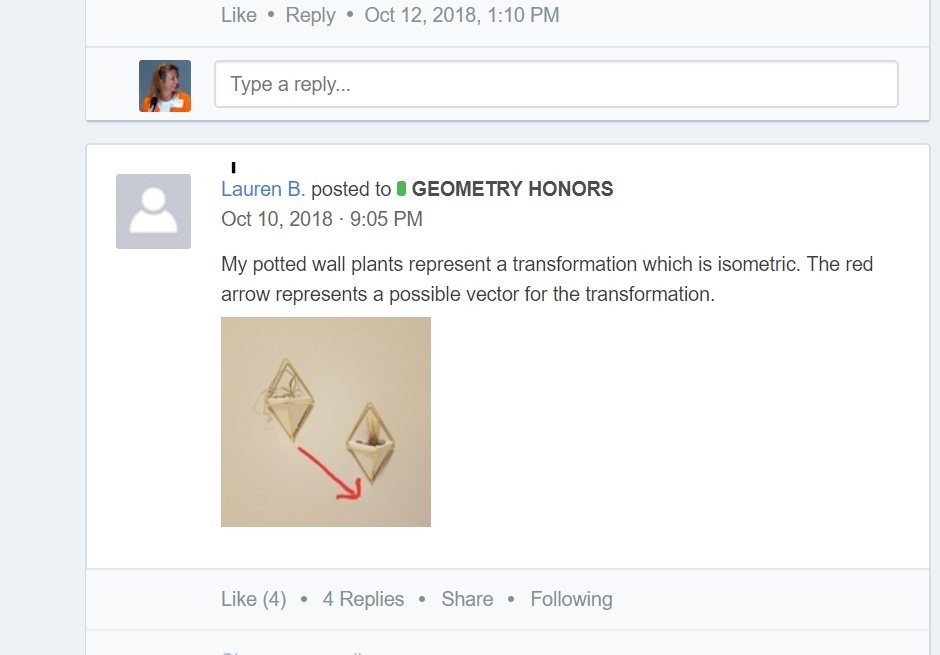 Like • Reply • Oct 12, 2018, 1:10 PM
Type a reply...
Lauren B. posted to GEOMETRY HONORS
Oct 10, 2018 · 9:05 PM
My potted wall plants represent a transformation which is isometric. The red
arrow represents a possible vector for the transformation.
Like (4) • 4 Replies • Share • Following